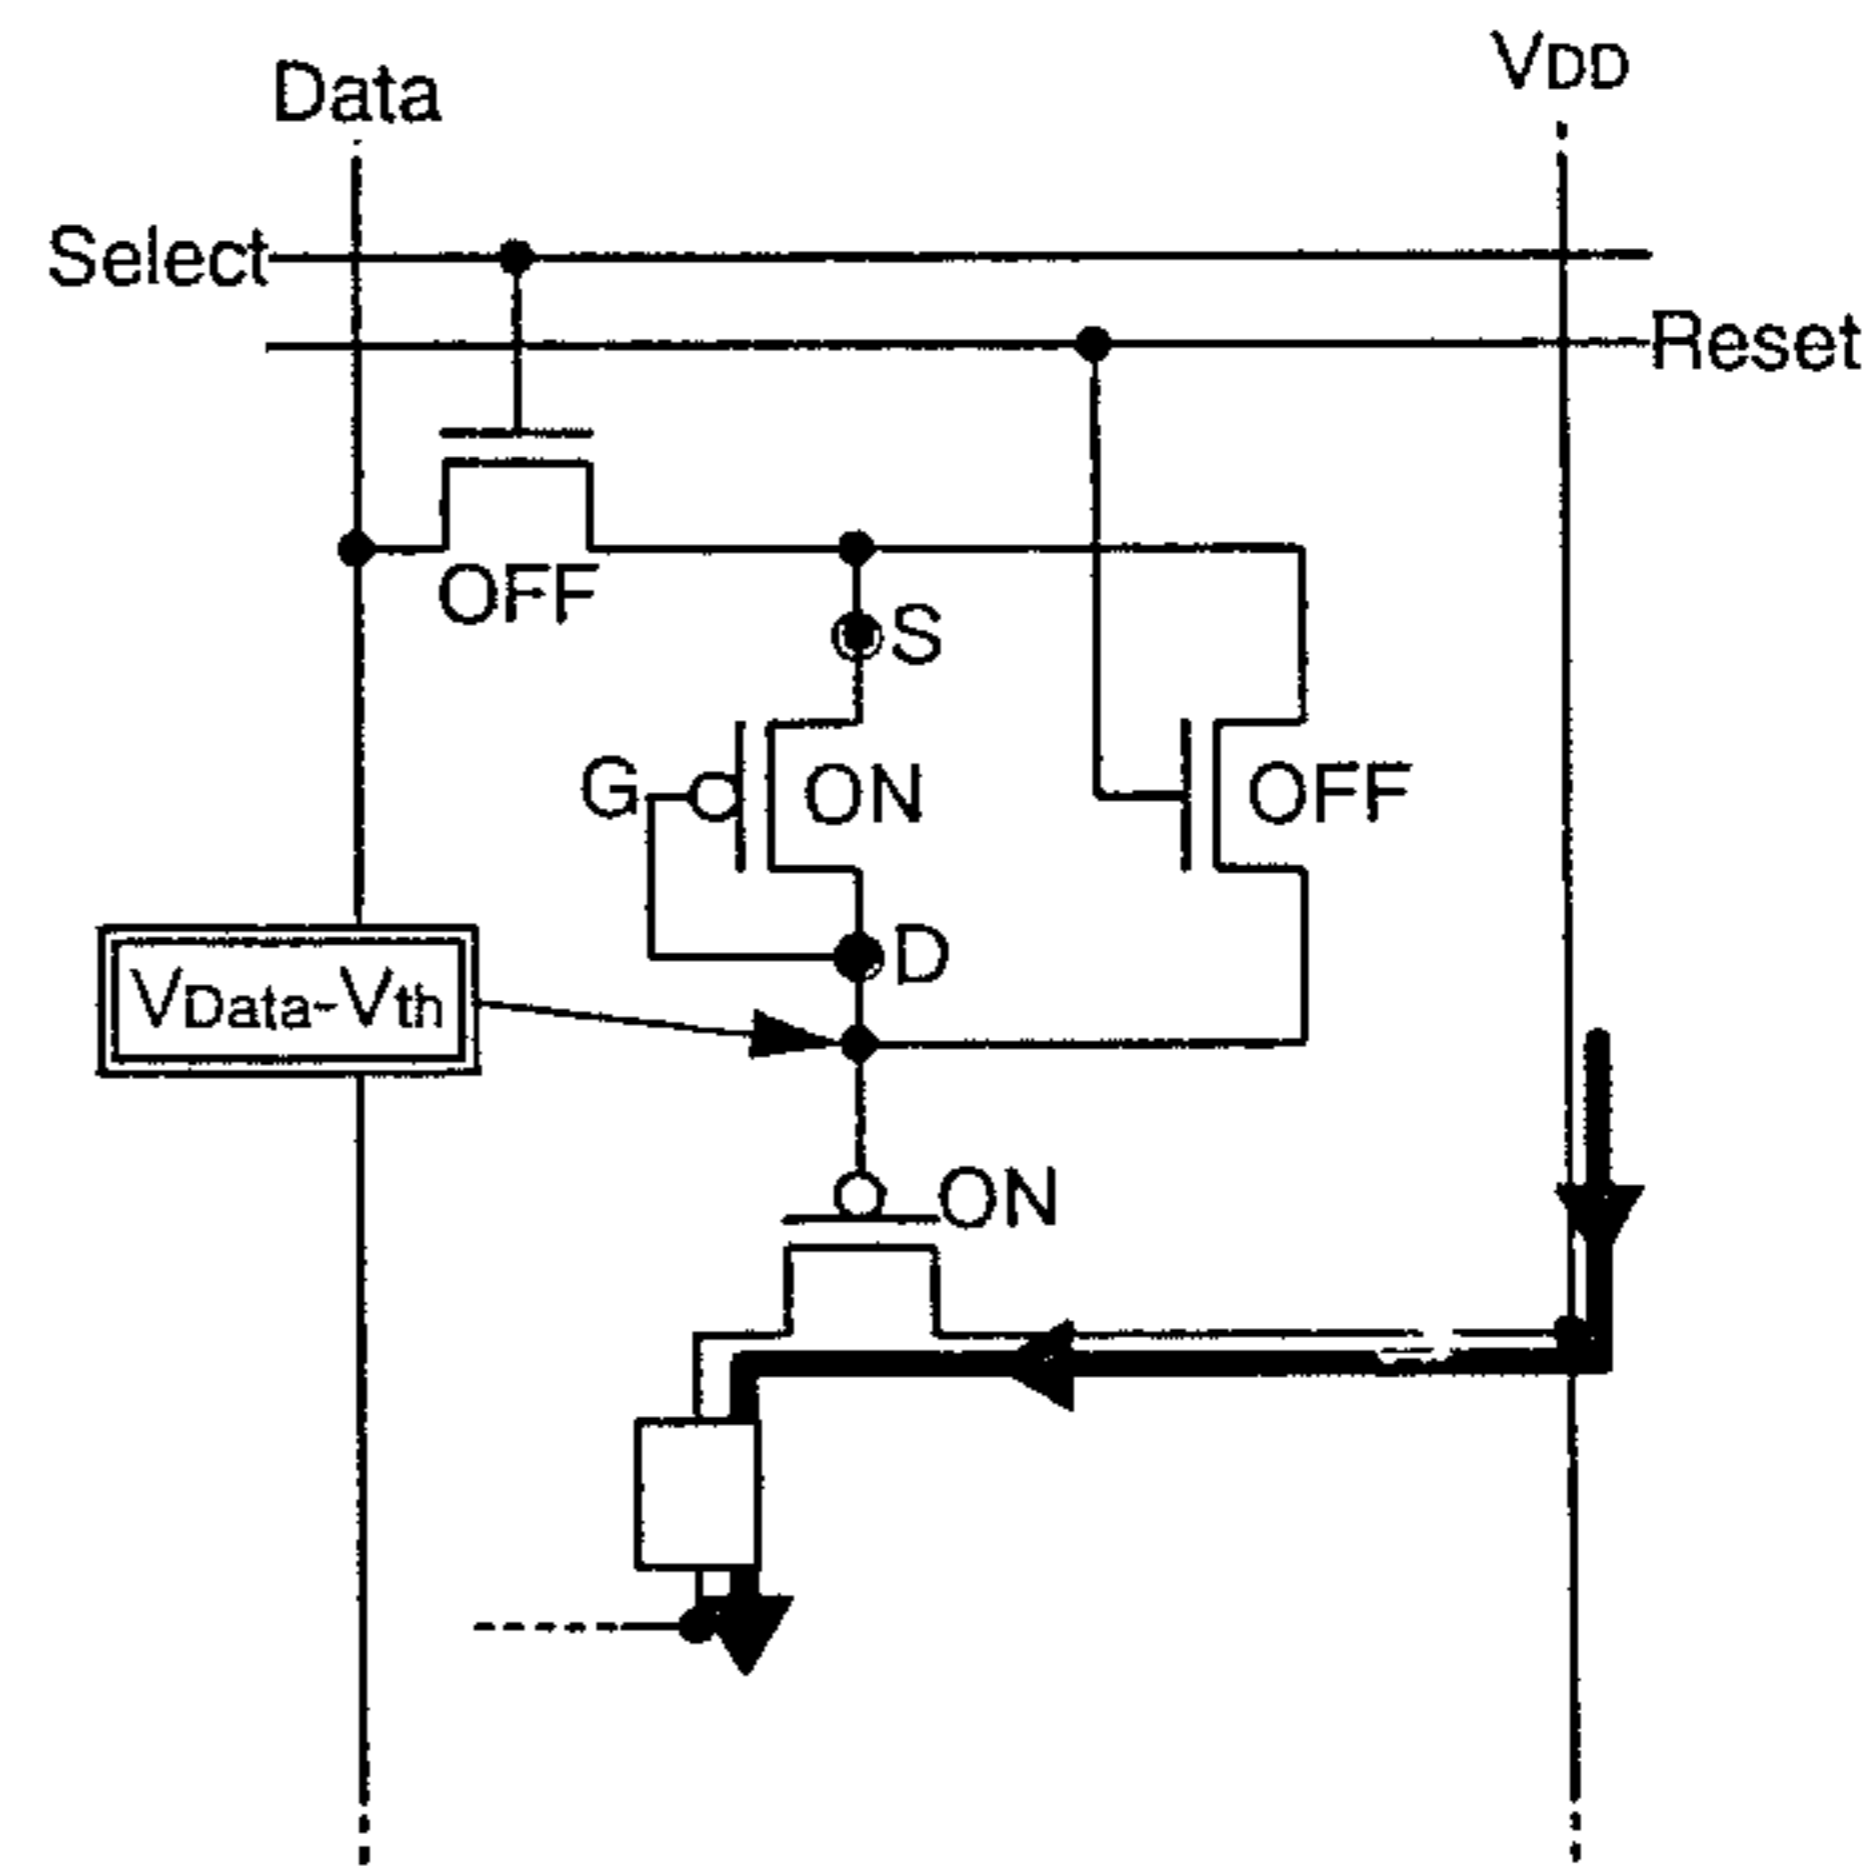 Data
VDD
Select
Reset
OFF
S
G
ON
OFF
D
VData-Vth
ON